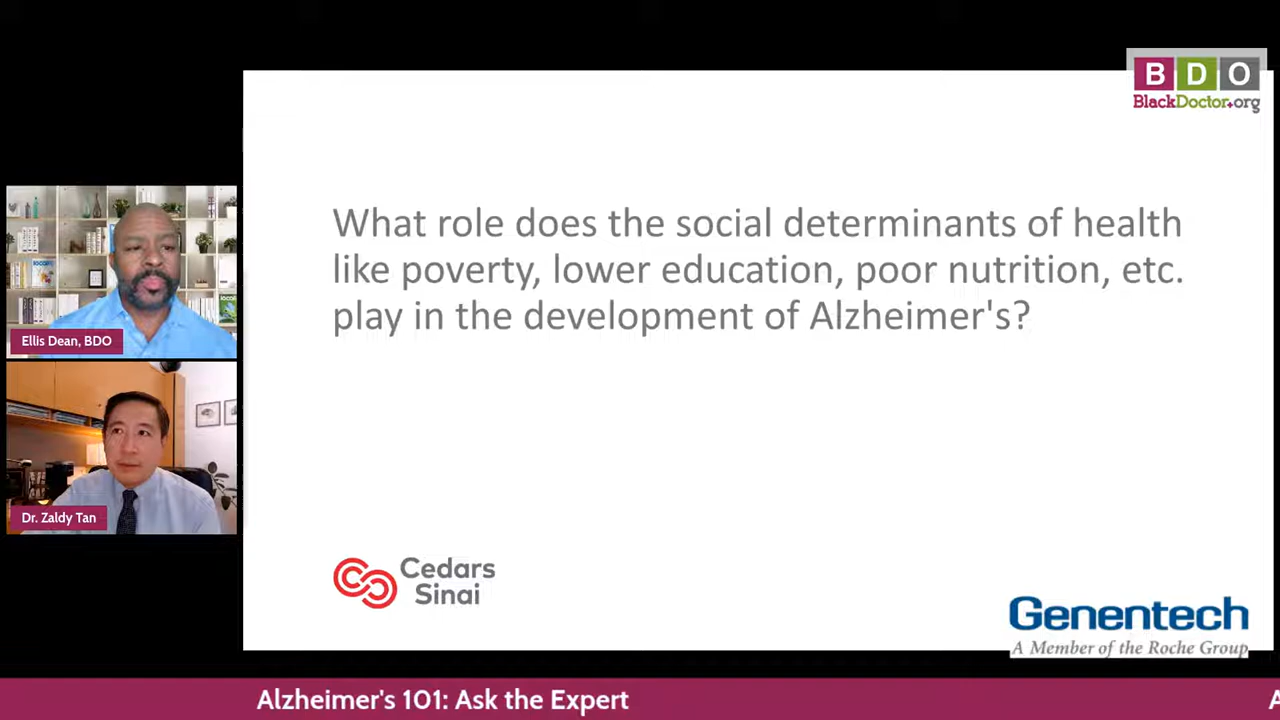 B D O
BlackDoctor.org
What role does the social determinants of health
like poverty, lower education, poor nutrition, etc.
play in the development of Alzheimer's?
Ellis Dean, BDO
Dr. Zaldy Tan
Cedars
Sinai
Genentech
A Member of the Roche Group
Alzheimer's 101: Ask the Expert